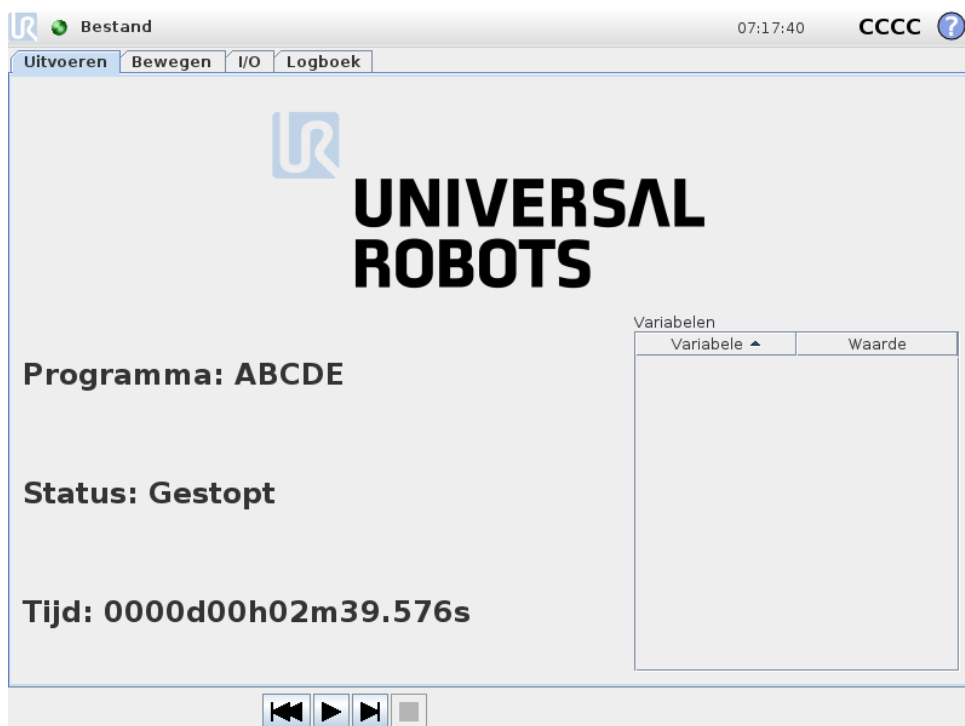 Bestand
07:17:40
CCCC
?
Uitvoeren
Bewegen
I/O
Logboek
UR
UNIVERSAL
ROBOTS
Variabelen
Variabele
Waarde
Programma: ABCDE
Status: Gestopt
Tijd: 0000d00h02m39.576s